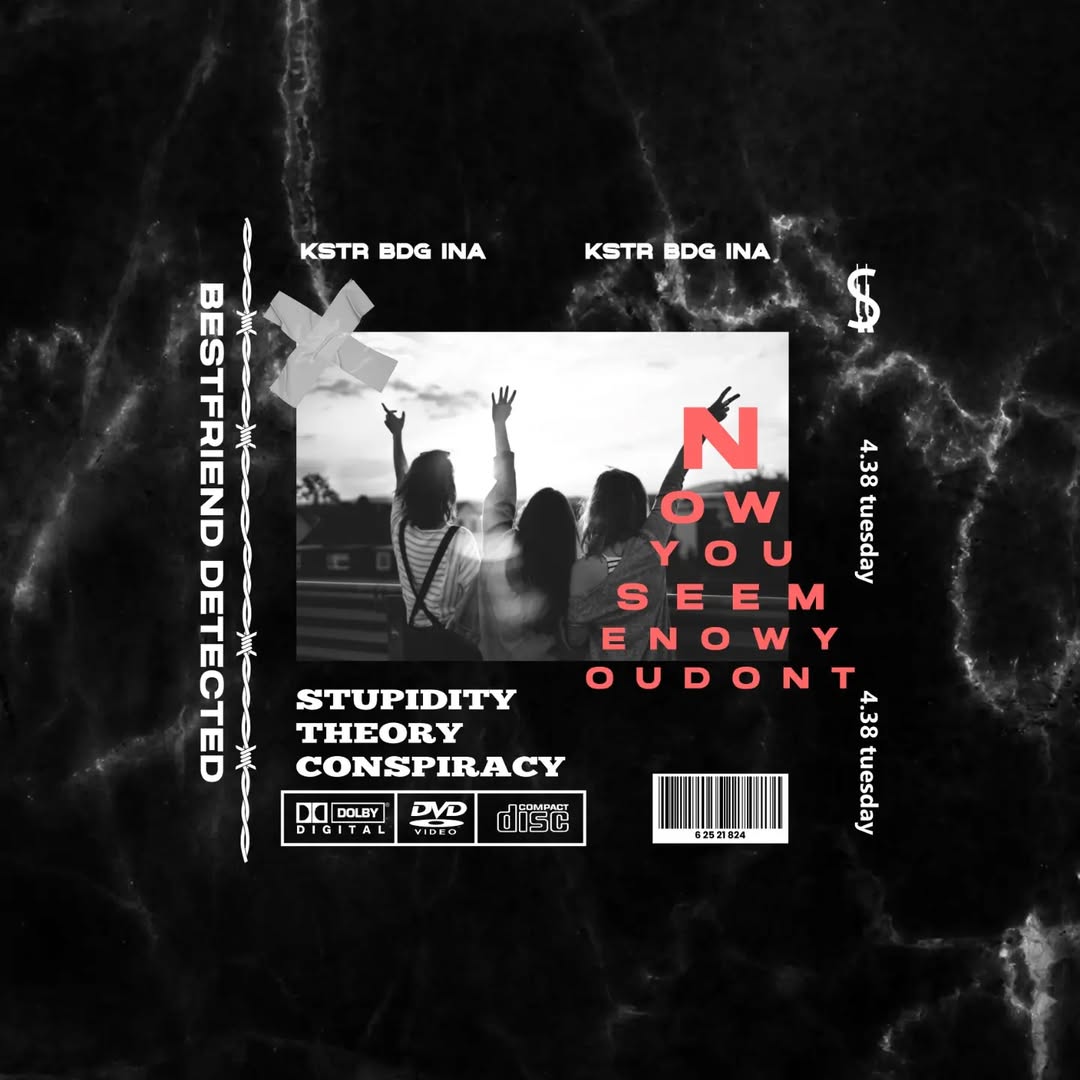 KSTR BDG INA
KSTR BDG INA
$
BESTFRIEND DETECTED
N
OW
YOU
SEEM
ENOWY
OUDONT
4.38 tuesday
4.38 tuesday
STUPIDITY
THEORY
CONSPIRACY
DOLBY
DIGITAL
DVD
VIDEO
COMPACT
disc
6 25 21 824